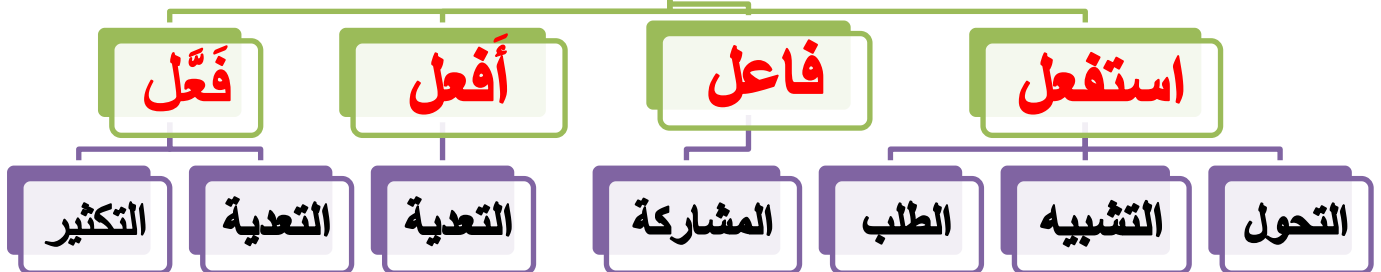 استفعل
فاعل
أَفعل
فَعَّل
التحول
التشبيه
الطلب
المشاركة
التعدية
التعدية
التكثير